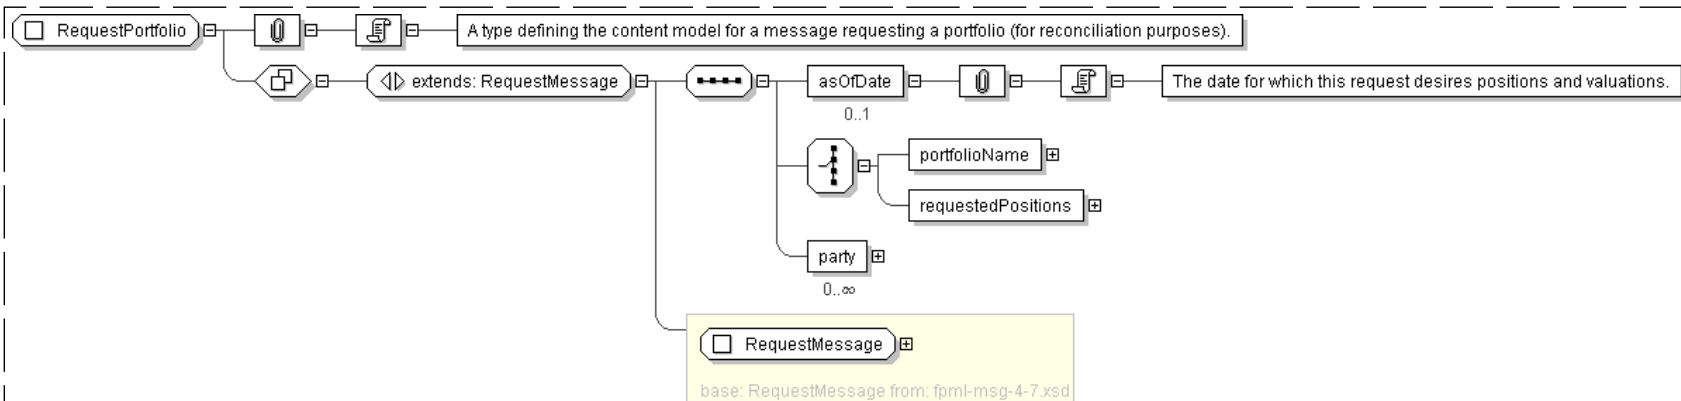 RequestPortfolio
A type defining the content model for a message requesting a portfolio (for reconciliation purposes).
extends: RequestMessage
asOfDate
The date for which this request desires positions and valuations.
0..1
portfolioName
requestedPositions
party
0..∞
RequestMessage
base: RequestMessage from: fpml-msg-4-7.xsd